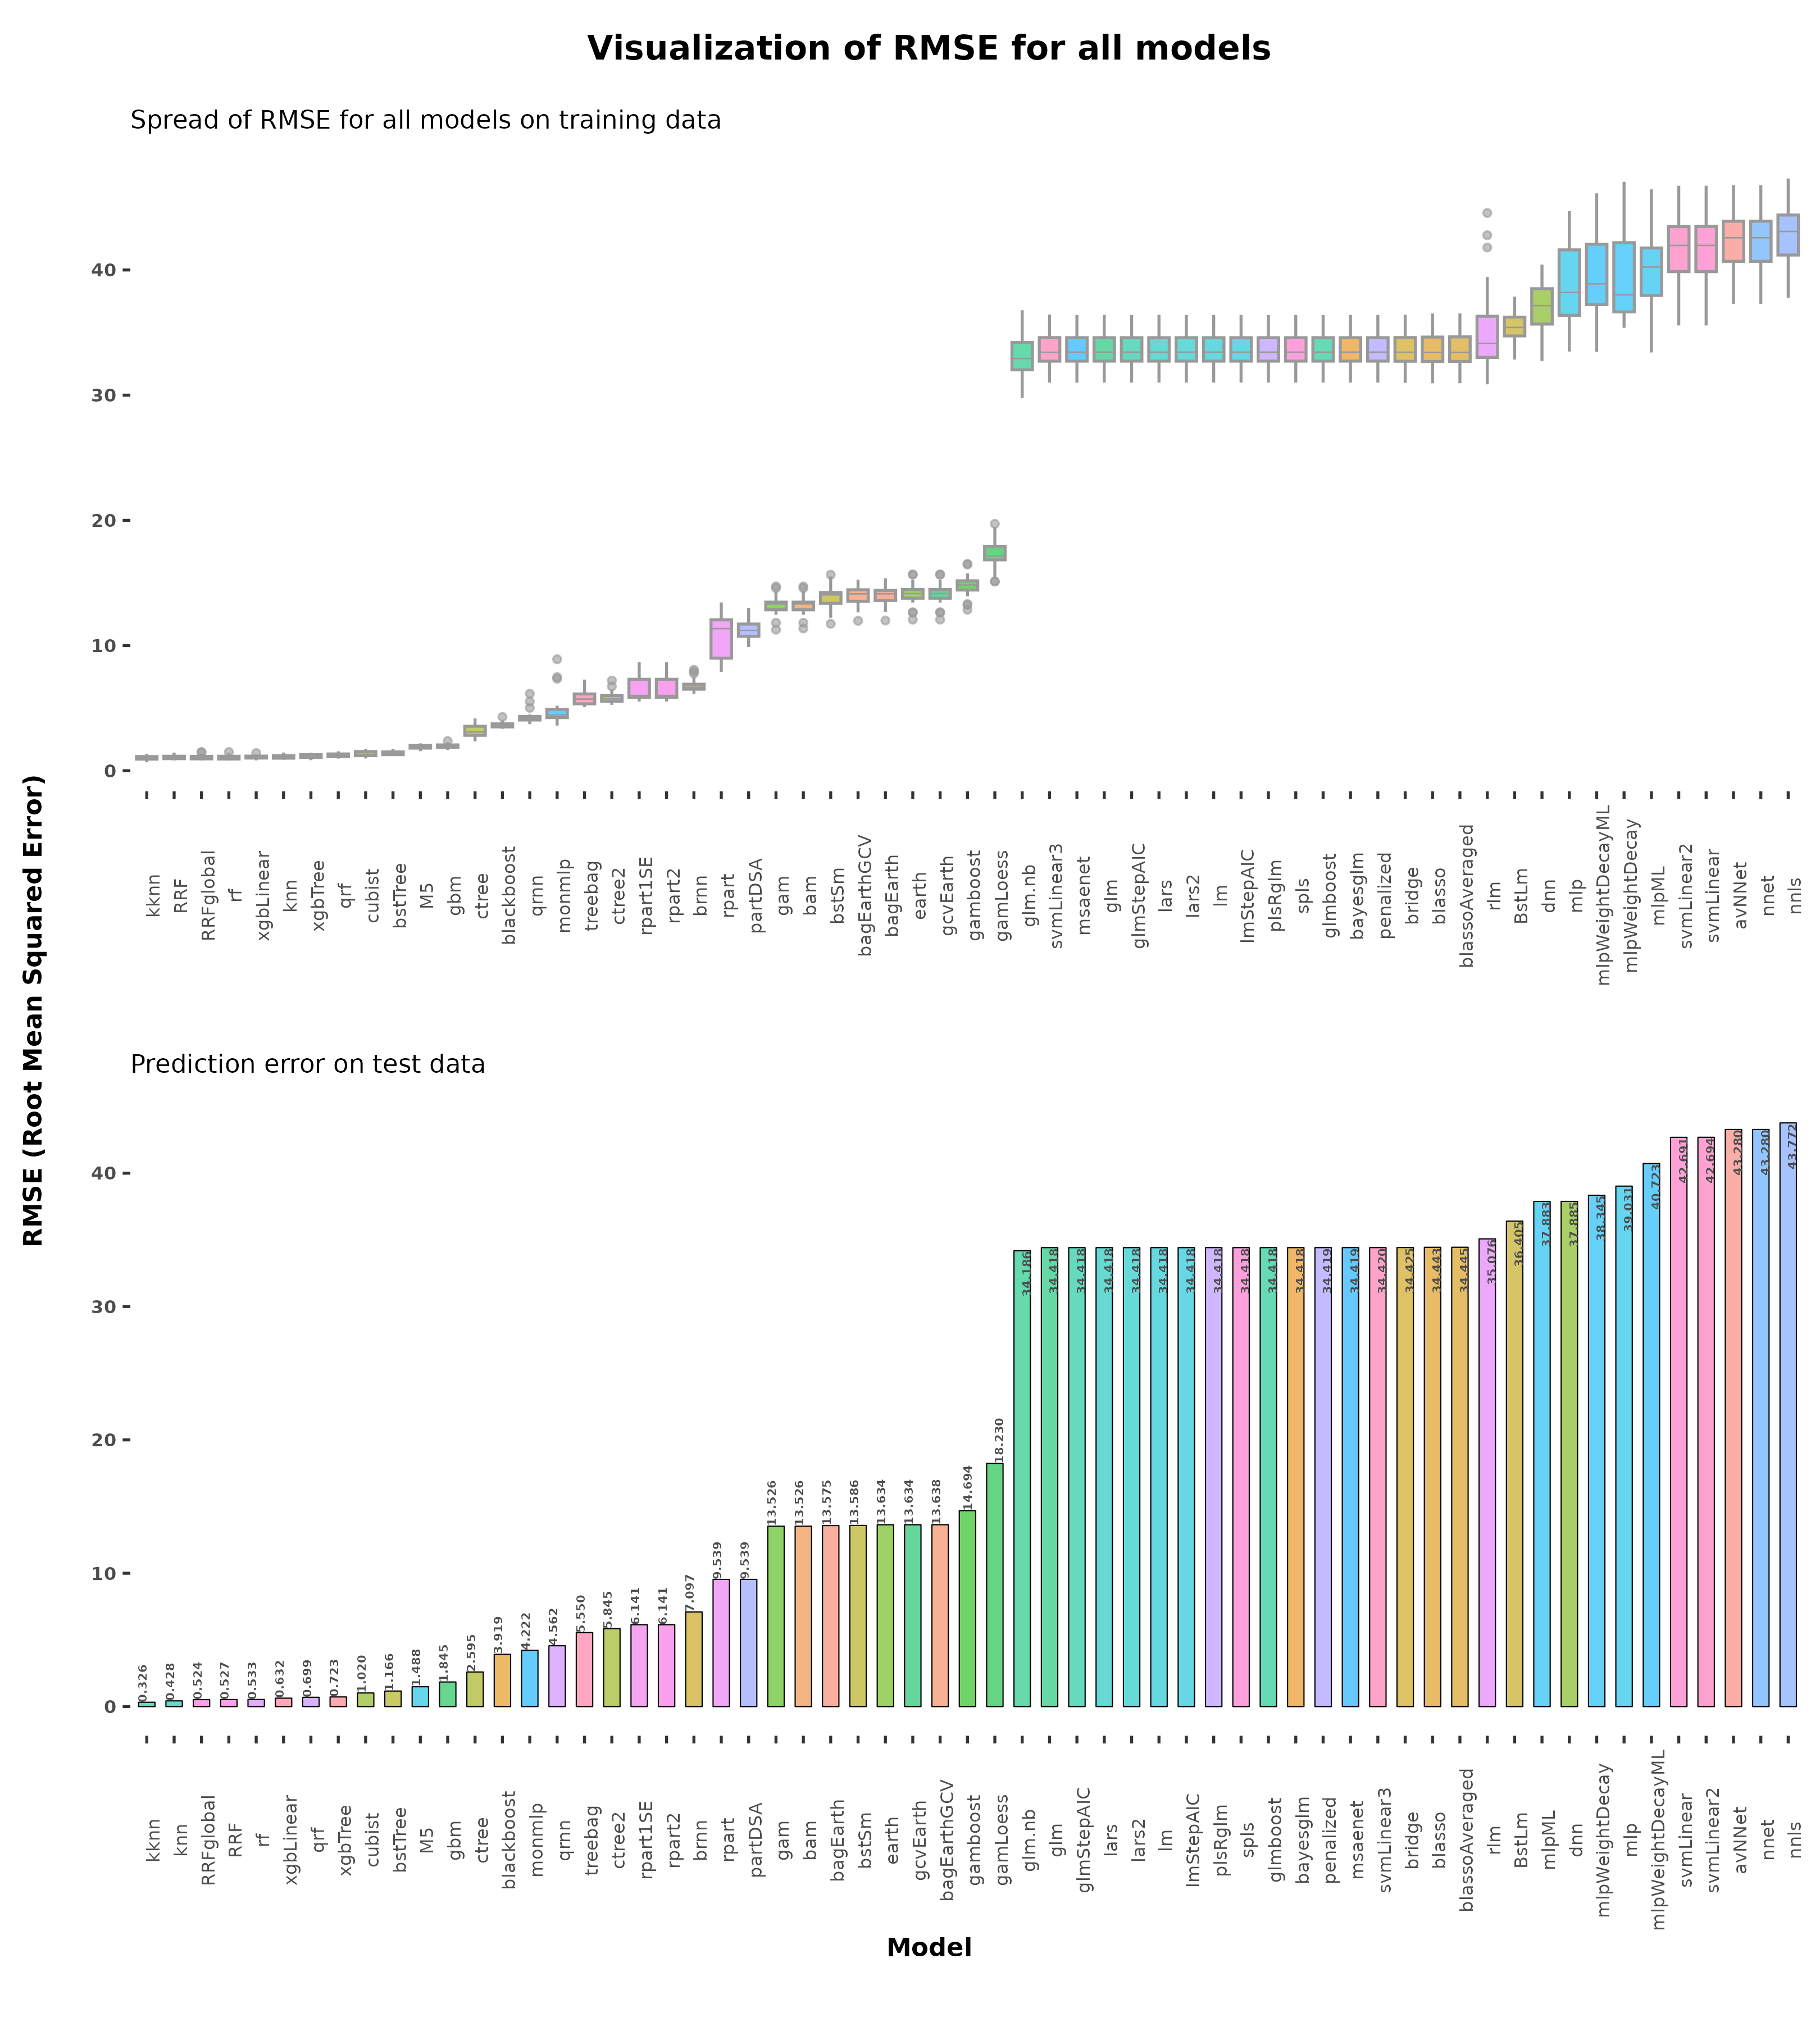 Visualization of RMSE for all models
Spread of RMSE for all models on training data
RMSE (Root Mean Squared Error)
40
30
20
10
0
kknn
RRF
RRFglobal
rf
xgbLinear
knn
xgbTree
qrf
cubist
bstTree
M5
gbm
ctree
blackboost
qrnn
monmlp
treebag
ctree2
rpart1SE
rpart2
brnn
rpart
partDSA
gam
bam
bstSm
bagEarthGCV
bagEarth
earth
gcvEarth
gamboost
gamLoess
glm.nb
svmLinear3
msaenet
glm
glmStepAIC
lars
lars2
lm
lmStepAIC
plsRglm
spls
glmboost
bayesglm
penalized
bridge
blasso
blassoAveraged
rlm
BstLm
dnn
mlp
mlpWeightDecayML
mlpWeightDecay
mlpML
svmLinear2
svmLinear
avNNet
nnet
nnls
Prediction error on test data
40
30
20
10
0
0.326
0.428
0.524
0.527
0.533
0.632
0.699
0.723
1.020
1.166
1.488
1.845
2.595
3.919
4.222
4.562
5.550
5.845
6.141
6.141
7.097
9.539
9.539
13.526
13.526
13.575
13.586
13.634
13.634
13.638
14.694
18.230
34.186
34.418
34.418
34.418
34.418
34.418
34.418
34.418
34.418
34.418
34.418
34.419
34.419
34.420
34.425
34.443
34.445
35.076
36.405
37.883
37.885
38.345
39.031
40.723
42.691
42.694
43.280
43.280
43.772
kknn
knn
RRFglobal
RRF
rf
xgbLinear
qrf
xgbTree
cubist
bstTree
M5
gbm
ctree
blackboost
monmlp
qrnn
treebag
ctree2
rpart1SE
rpart2
brnn
rpart
partDSA
gam
bam
bagEarth
bstSm
earth
gcvEarth
bagEarthGCV
gamboost
gamLoess
glm.nb
glm
glmStepAIC
lars
lars2
lm
lmStepAIC
plsRglm
spls
glmboost
bayesglm
penalized
msaenet
svmLinear3
bridge
blasso
blassoAveraged
rlm
BstLm
mlpML
dnn
mlpWeightDecay
mlp
mlpWeightDecayML
svmLinear
svmLinear2
avNNet
nnet
nnls
Model